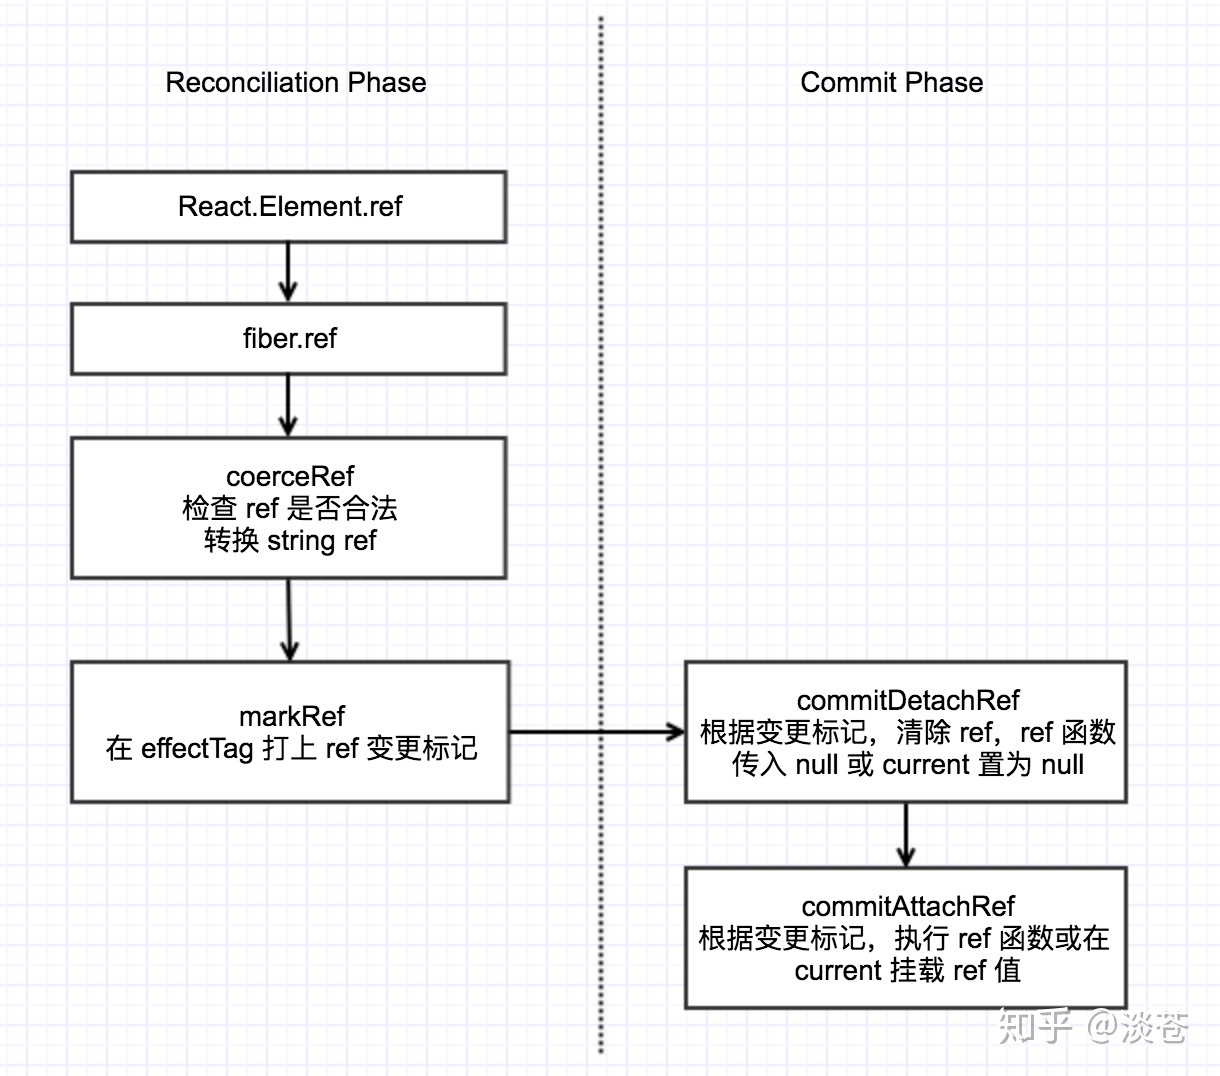 Reconciliation Phase
Commit Phase
React.Element.ref
fiber.ref
coerceRef
检查 ref 是否合法
转换 string ref
markRef
在 effectTag 打上 ref 变更标记
commitDetachRef
根据变更标记，清除 ref，ref 函数
传入 null 或 current 置为 null
commitAttachRef
根据变更标记，执行 ref 函数或在
current 挂载 ref 值
知乎 @淡苍